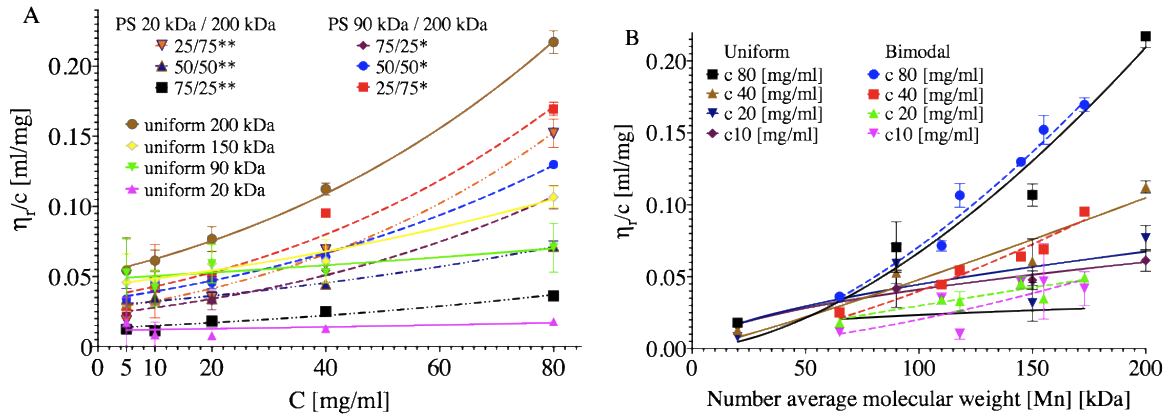 A
PS 20 kDa / 200 kDa
PS 90 kDa / 200 kDa
25/75**
75/25*
50/50**
50/50*
75/25**
25/75*
uniform 200 kDa
uniform 150 kDa
uniform 90 kDa
uniform 20 kDa
0.20
0.15
0.10
0.05
0.00
ηr/c [ml/mg]
0
5
10
20
40
60
80
C [mg/ml]
B
Uniform
Bimodal
c 80 [mg/ml]
c 80 [mg/ml]
c 40 [mg/ml]
c 40 [mg/ml]
c 20 [mg/ml]
c 20 [mg/ml]
c10 [mg/ml]
c10 [mg/ml]
0.20
0.15
0.10
0.05
0.00
ηr/c [ml/mg]
0
50
100
150
200
Number average molecular weight [Mn] [kDa]